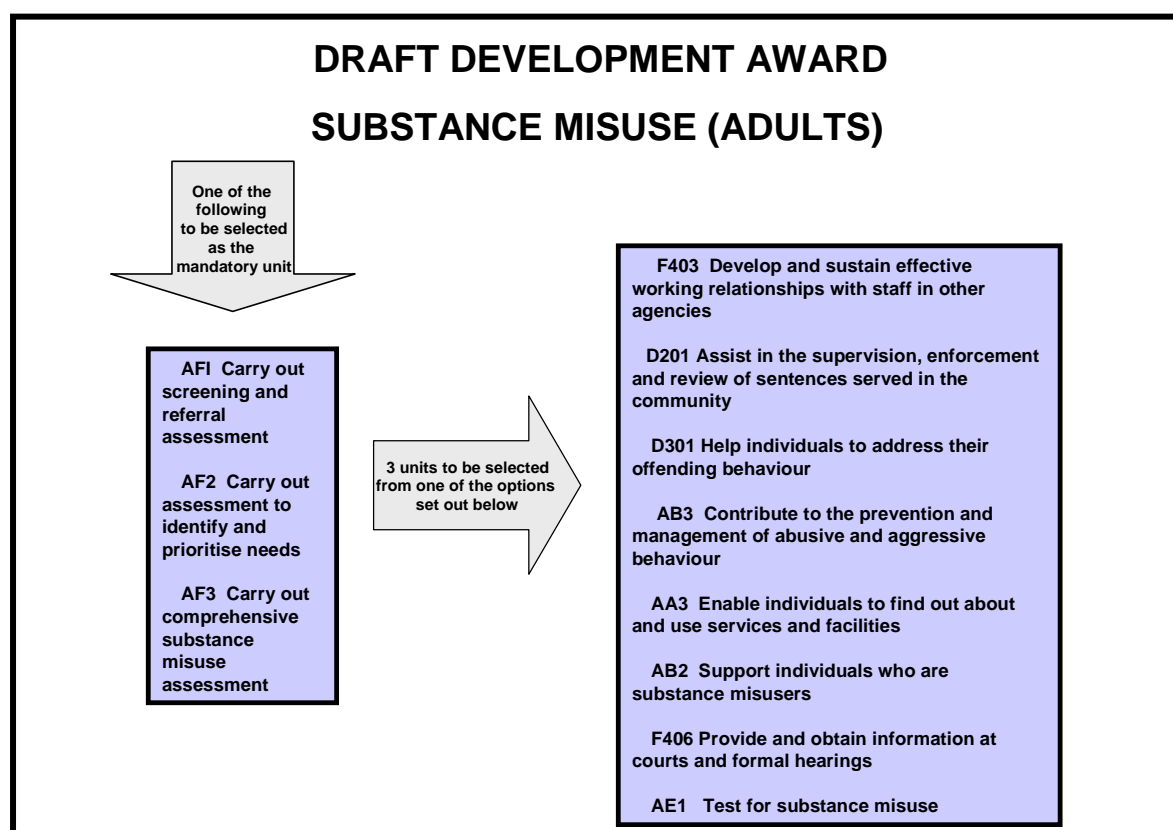 DRAFT DEVELOPMENT AWARD
SUBSTANCE MISUSE (ADULTS)
One of the
following
to be selected
as the
mandatory unit
AFI Carry out
screening and
referral
assessment
AF2 Carry out
assessment to
identify and
prioritise needs
AF3 Carry out
comprehensive
substance
misuse
assessment
3 units to be selected
from one of the options
set out below
F403 Develop and sustain effective
working relationships with staff in other
agencies
D201 Assist in the supervision, enforcement
and review of sentences served in the
community
D301 Help individuals to address their
offending behaviour
AB3 Contribute to the prevention and
management of abusive and aggressive
behaviour
AA3 Enable individuals to find out about
and use services and facilities
AB2 Support individuals who are
substance misusers
F406 Provide and obtain information at
courts and formal hearings
AE1 Test for substance misuse